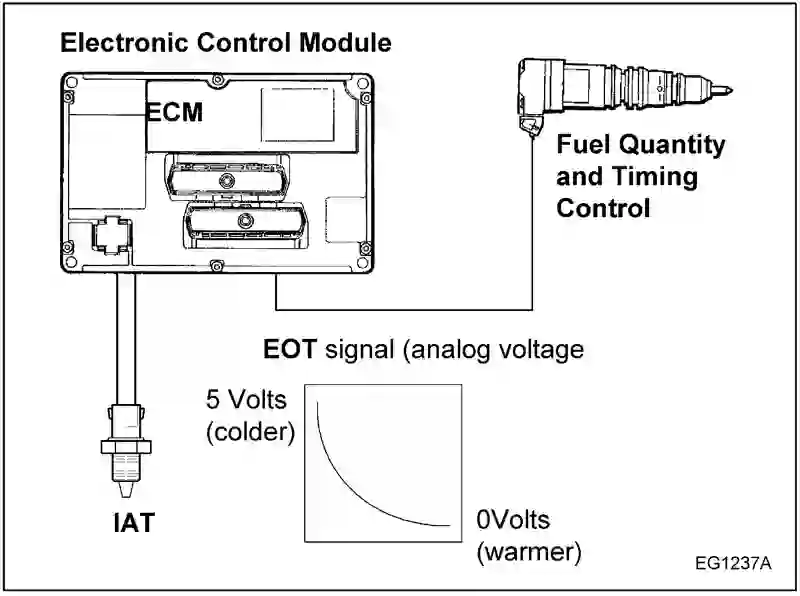 Electronic Control Module
ECM
Fuel Quantity
and Timing
Control
EOT signal (analog voltage
5 Volts
(colder)
0Volts
(warmer)
IAT
EG1237A